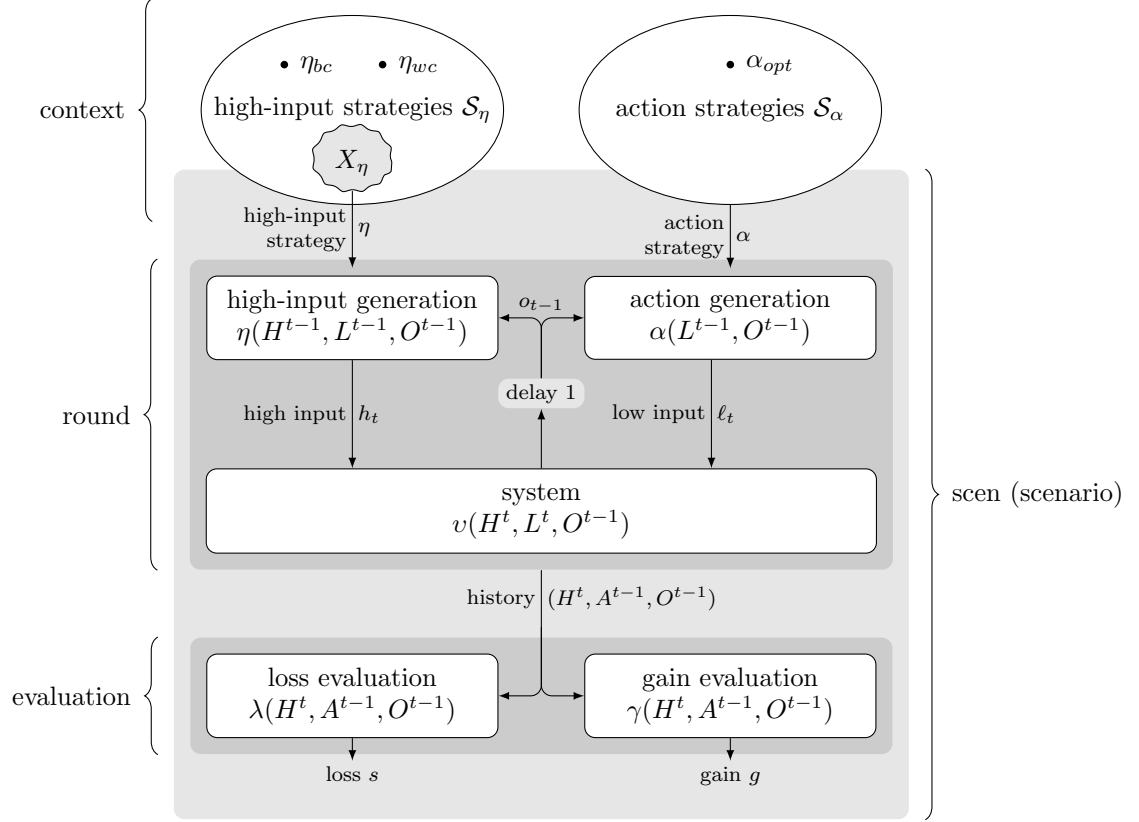 η_bc η_wc
α_opt
context
high-input strategies 𝒮_η
action strategies 𝒮_α
X_η
high-input
strategy η
action
strategy α
high-input generation
η(H^{t−1}, L^{t−1}, O^{t−1})
o_{t−1}
action generation
α(L^{t−1}, O^{t−1})
delay 1
round
high input h_t
low input ℓ_t
system
υ(H^t, L^t, O^{t−1})
scen (scenario)
history (H^t, A^{t−1}, O^{t−1})
evaluation
loss evaluation
λ(H^t, A^{t−1}, O^{t−1})
gain evaluation
γ(H^t, A^{t−1}, O^{t−1})
loss s
gain g